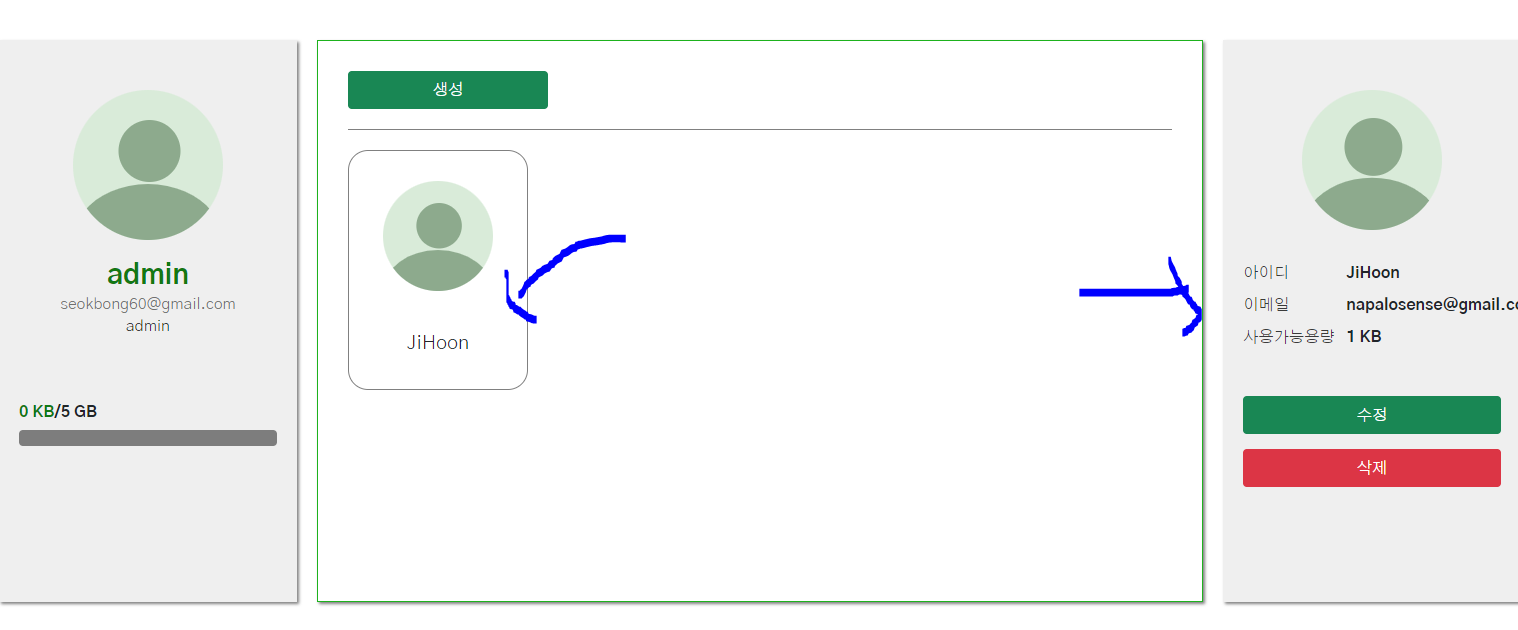 admin
seokbong60@gmail.com
admin
0 KB/5 GB
생성
JiHoon
아이디 JiHoon
이메일 napalosense@gmail.co
사용가능용량 1 KB
수정
삭제